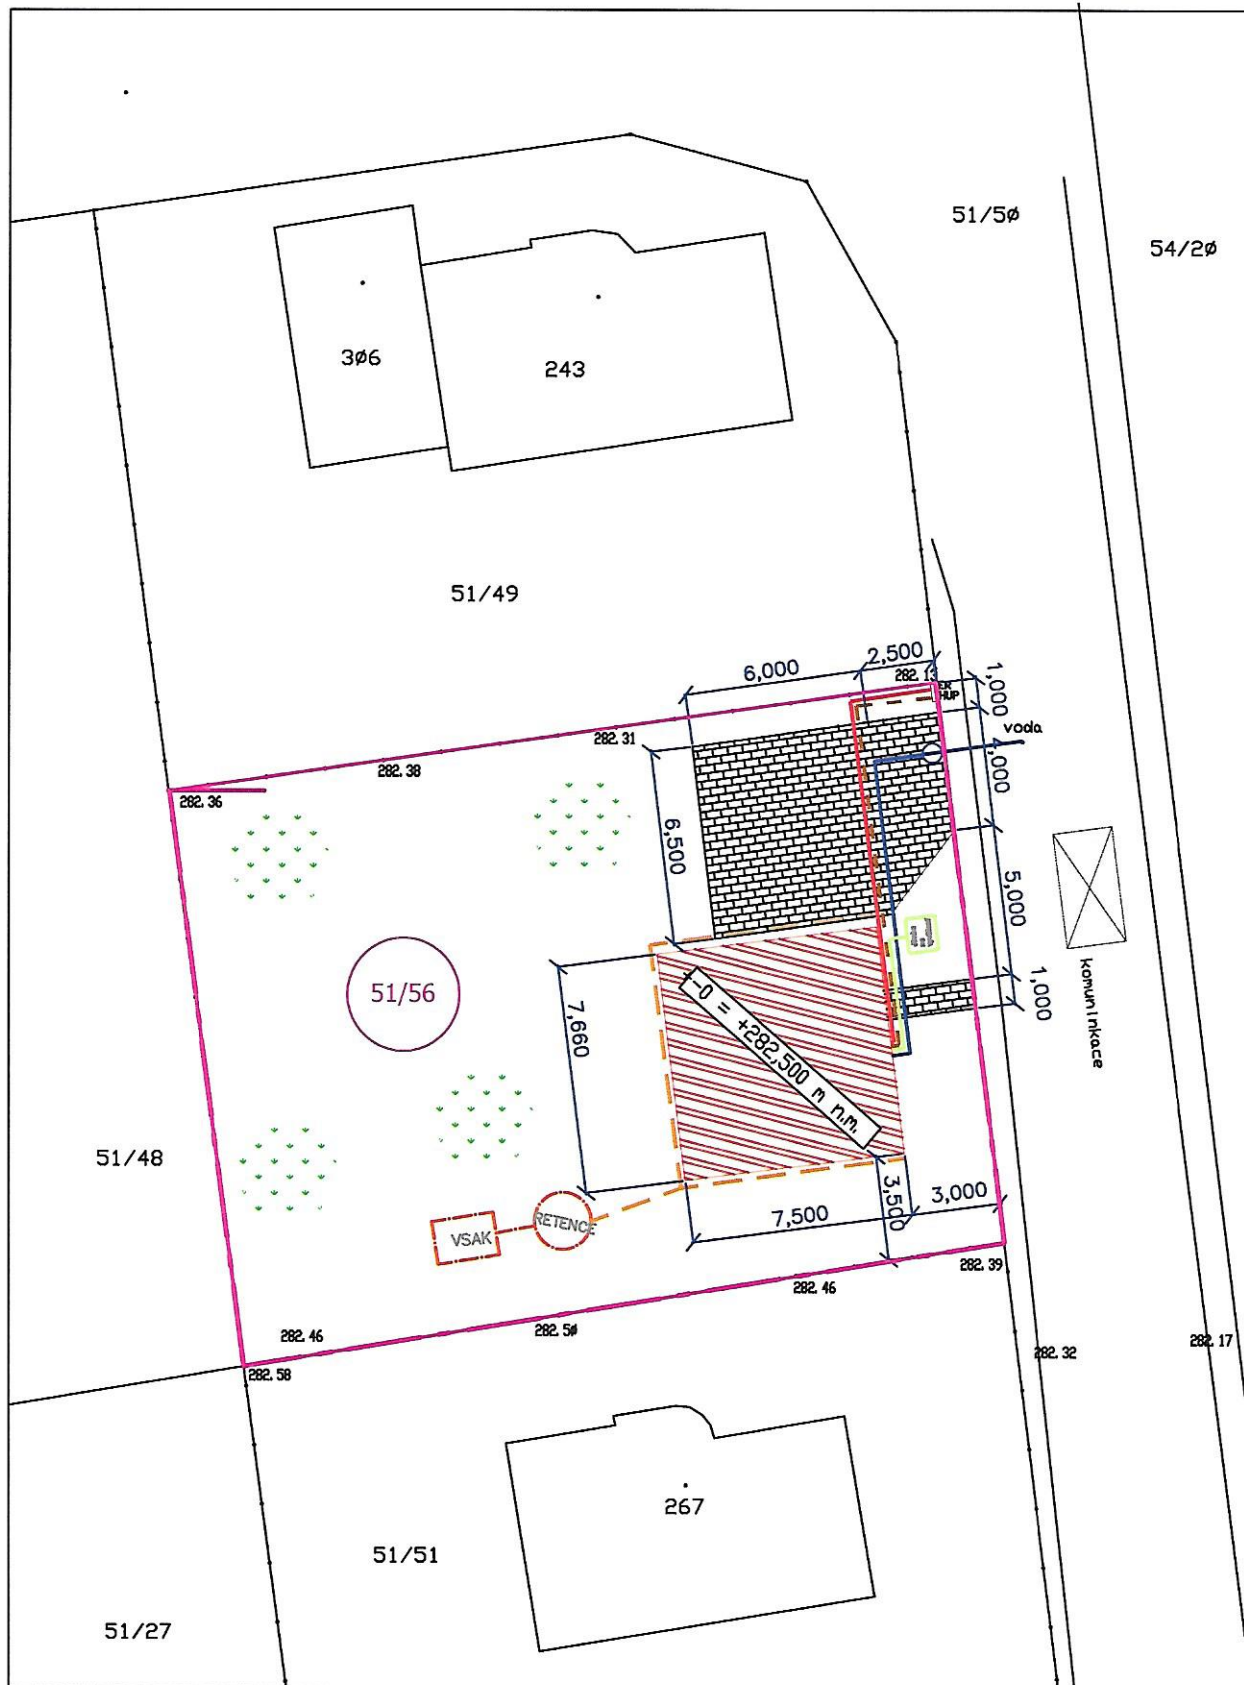 51/5ø
54/2ø
3ø6
243
51/49
6,000
2,500
282.13
ER
HUP
1,000
voda
282.31
282.38
282.36
6,500
5,000
51/56
7,660
+-0 = +282,500 m n.m.
1,000
komuninkace
51/48
3,500
3,000
7,500
RETENCE
VSAK
282.39
282.46
282.5ø
282.46
282.58
282.32
282.17
267
51/51
51/27